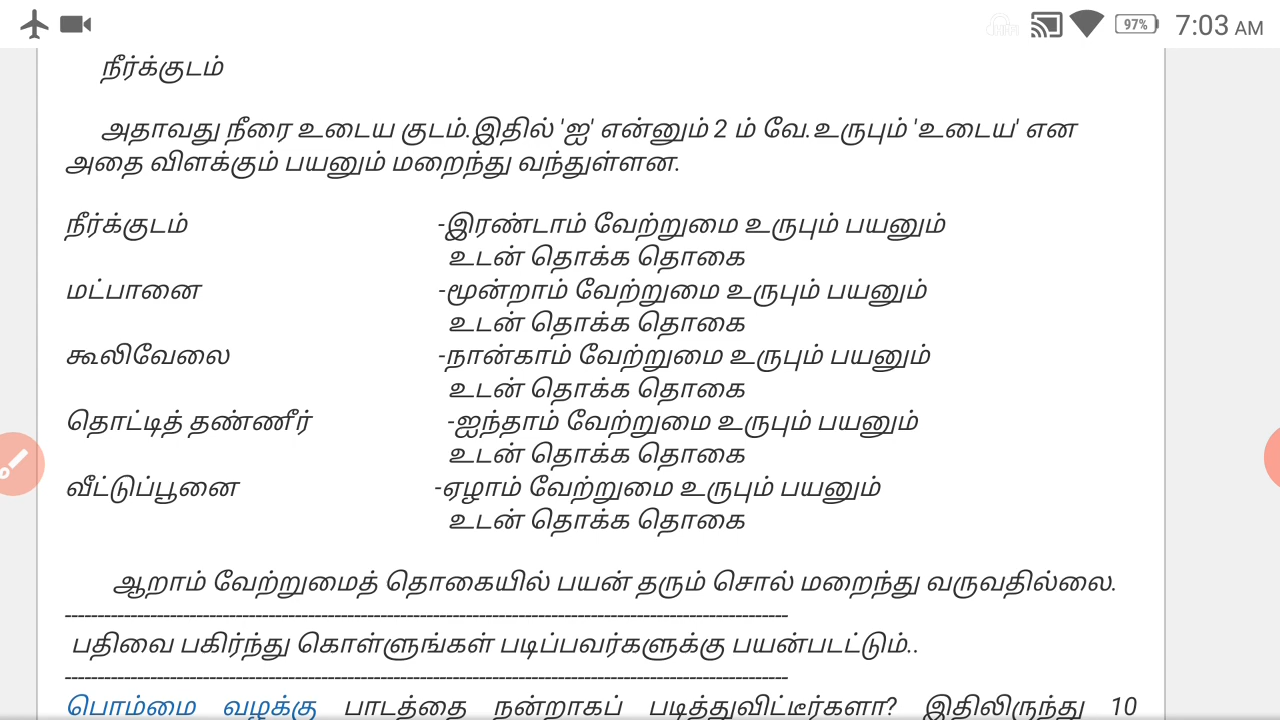 97% 7:03 AM
நீர்க்குடம்
அதாவது நீரை உடைய குடம்.இதில் 'ஐ' என்னும் 2 ம் வே.உருபும் 'உடைய' என
அதை விளக்கும் பயனும் மறைந்து வந்துள்ளன.
நீர்க்குடம் -இரண்டாம் வேற்றுமை உருபும் பயனும்
உடன் தொக்க தொகை
மட்பானை -மூன்றாம் வேற்றுமை உருபும் பயனும்
உடன் தொக்க தொகை
கூலிவேலை -நான்காம் வேற்றுமை உருபும் பயனும்
உடன் தொக்க தொகை
தொட்டித் தண்ணீர் -ஐந்தாம் வேற்றுமை உருபும் பயனும்
உடன் தொக்க தொகை
வீட்டுப்பூனை -ஏழாம் வேற்றுமை உருபும் பயனும்
உடன் தொக்க தொகை
ஆறாம் வேற்றுமைத் தொகையில் பயன் தரும் சொல் மறைந்து வருவதில்லை.
--------------------------------------------------------------------------------------------------------------
பதிவை பகிர்ந்து கொள்ளுங்கள் படிப்பவர்களுக்கு பயன்படட்டும்..
--------------------------------------------------------------------------------------------------------------
பொம்மை வழக்கு பாடத்தை நன்றாகப் படித்துவிட்டீர்களா? இதிலிருந்து 10